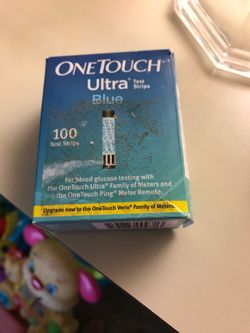 ONETOUCH®
Ultra® Test
Strips
Blue
100
Test Strips
For blood glucose testing with
the OneTouch Ultra® Family of Meters and
the OneTouch Ping® Meter Remote.
Upgrade now to the OneTouch Verio® Family of Meters